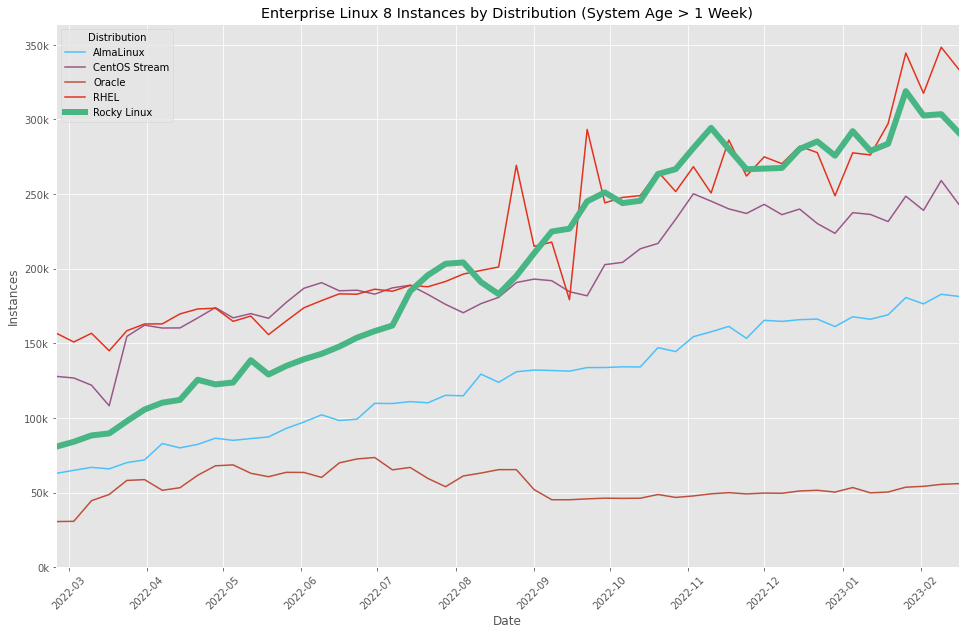 Enterprise Linux 8 Instances by Distribution (System Age > 1 Week)
Distribution
AlmaLinux
CentOS Stream
Oracle
RHEL
Rocky Linux
Instances
350k
300k
250k
200k
150k
100k
50k
0k
2022-03
2022-04
2022-05
2022-06
2022-07
2022-08
2022-09
2022-10
2022-11
2022-12
2023-01
2023-02
Date